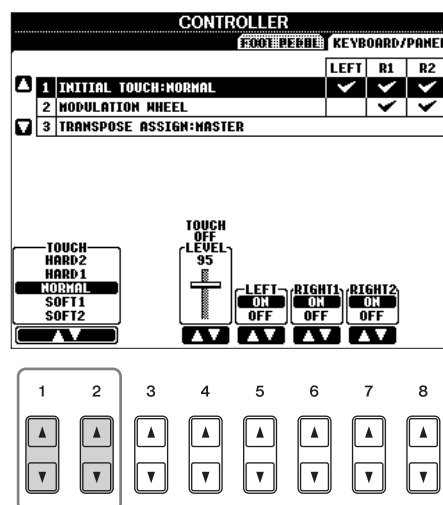 CONTROLLER
FOOT PEDAL KEYBOARD/PANEL
LEFT R1 R2
1 INITIAL TOUCH:NORMAL
2 MODULATION WHEEL
3 TRANSPOSE ASSIGN:MASTER
TOUCH
HARD2
HARD1
NORMAL
SOFT1
SOFT2
TOUCH
OFF
LEVEL
95
LEFT
ON
OFF
RIGHT1
ON
OFF
RIGHT2
ON
OFF
1 2 3 4 5 6 7 8